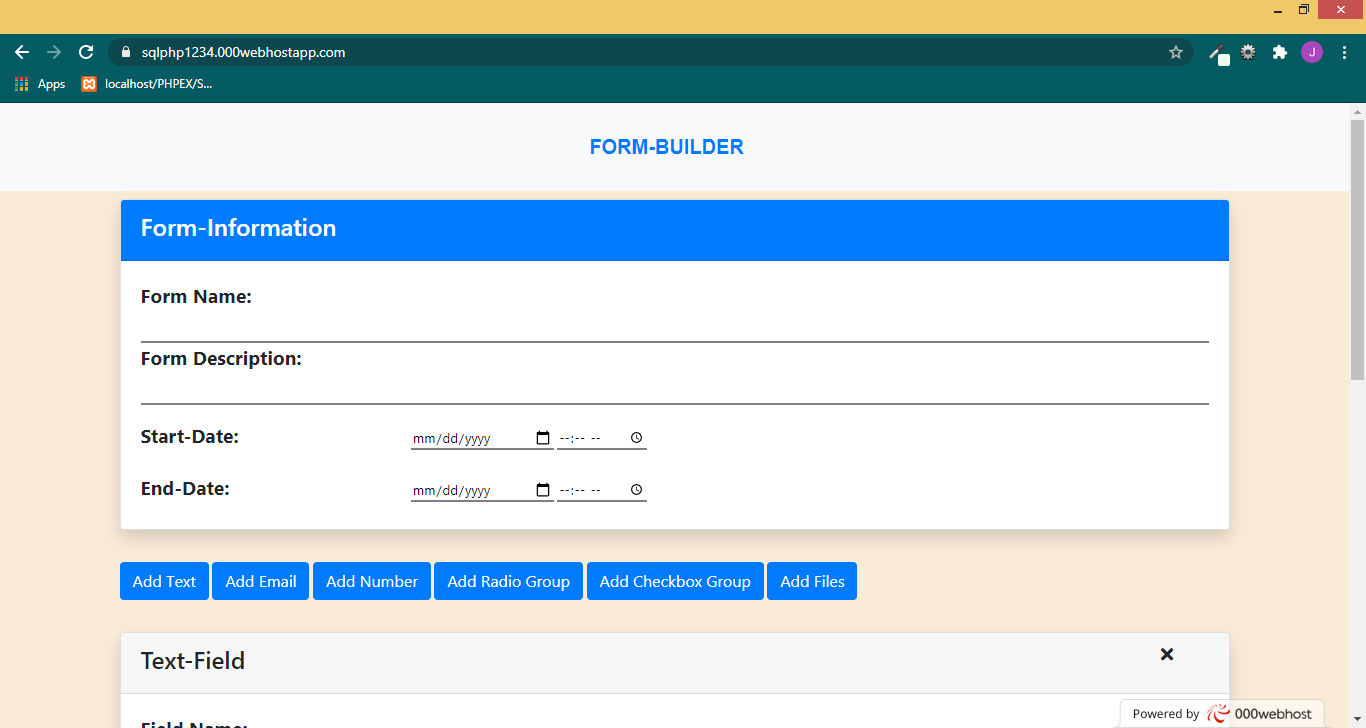 sqlphp1234.000webhostapp.com
J
Apps localhost/PHPEX/S...
FORM-BUILDER
Form-Information
Form Name:
Form Description:
Start-Date: mm/dd/yyyy --:-- --
End-Date: mm/dd/yyyy --:-- --
Add Text Add Email Add Number Add Radio Group Add Checkbox Group Add Files
Text-Field
Field Name:
Powered by 000webhost